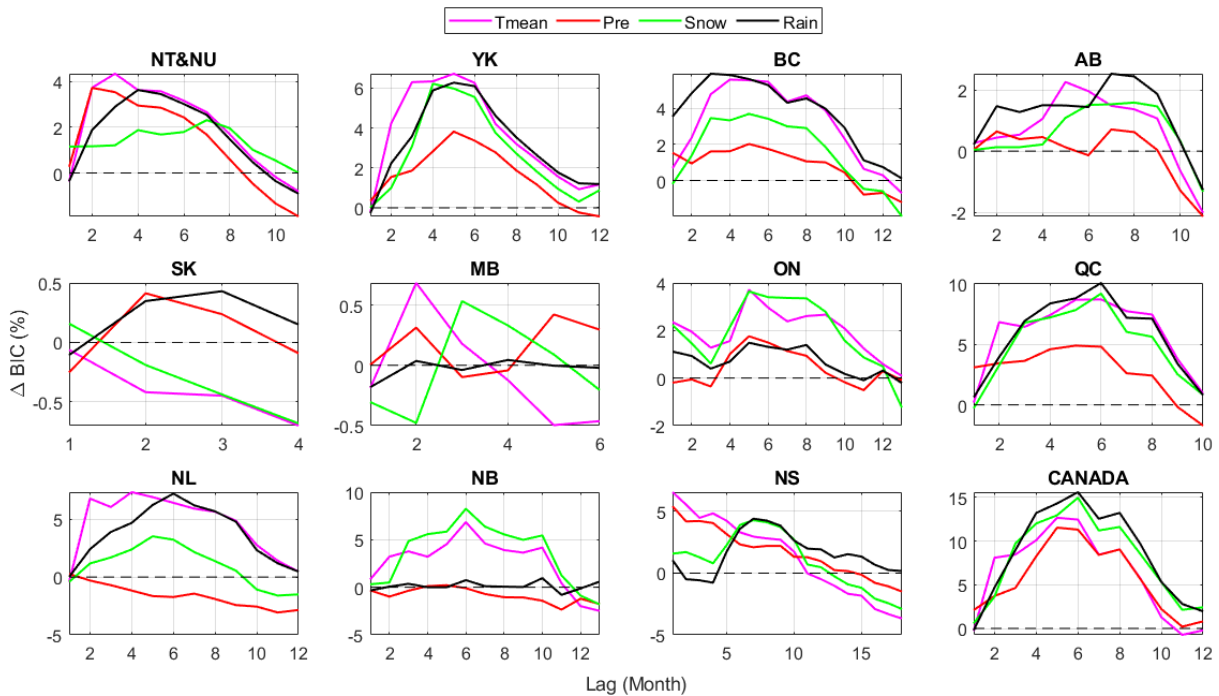 Tmean Pre Snow Rain
NT&NU YK BC AB
4 2 0
2 4 6 8 10
6 4 2 0
2 4 6 8 10 12
4 2 0
2 4 6 8 10 12
2 0 -2
2 4 6 8 10
SK MB ON QC
Δ BIC (%)
0.5 0 -0.5
1 2 3 4
0.5 0 -0.5
2 4 6
4 2 0 -2
2 4 6 8 10 12
10 5 0
2 4 6 8 10
NL NB NS CANADA
5 0 -5
2 4 6 8 10 12
10 5 0 -5
2 4 6 8 10 12
5 0 -5
5 10 15
15 10 5 0
2 4 6 8 10 12
Lag (Month)